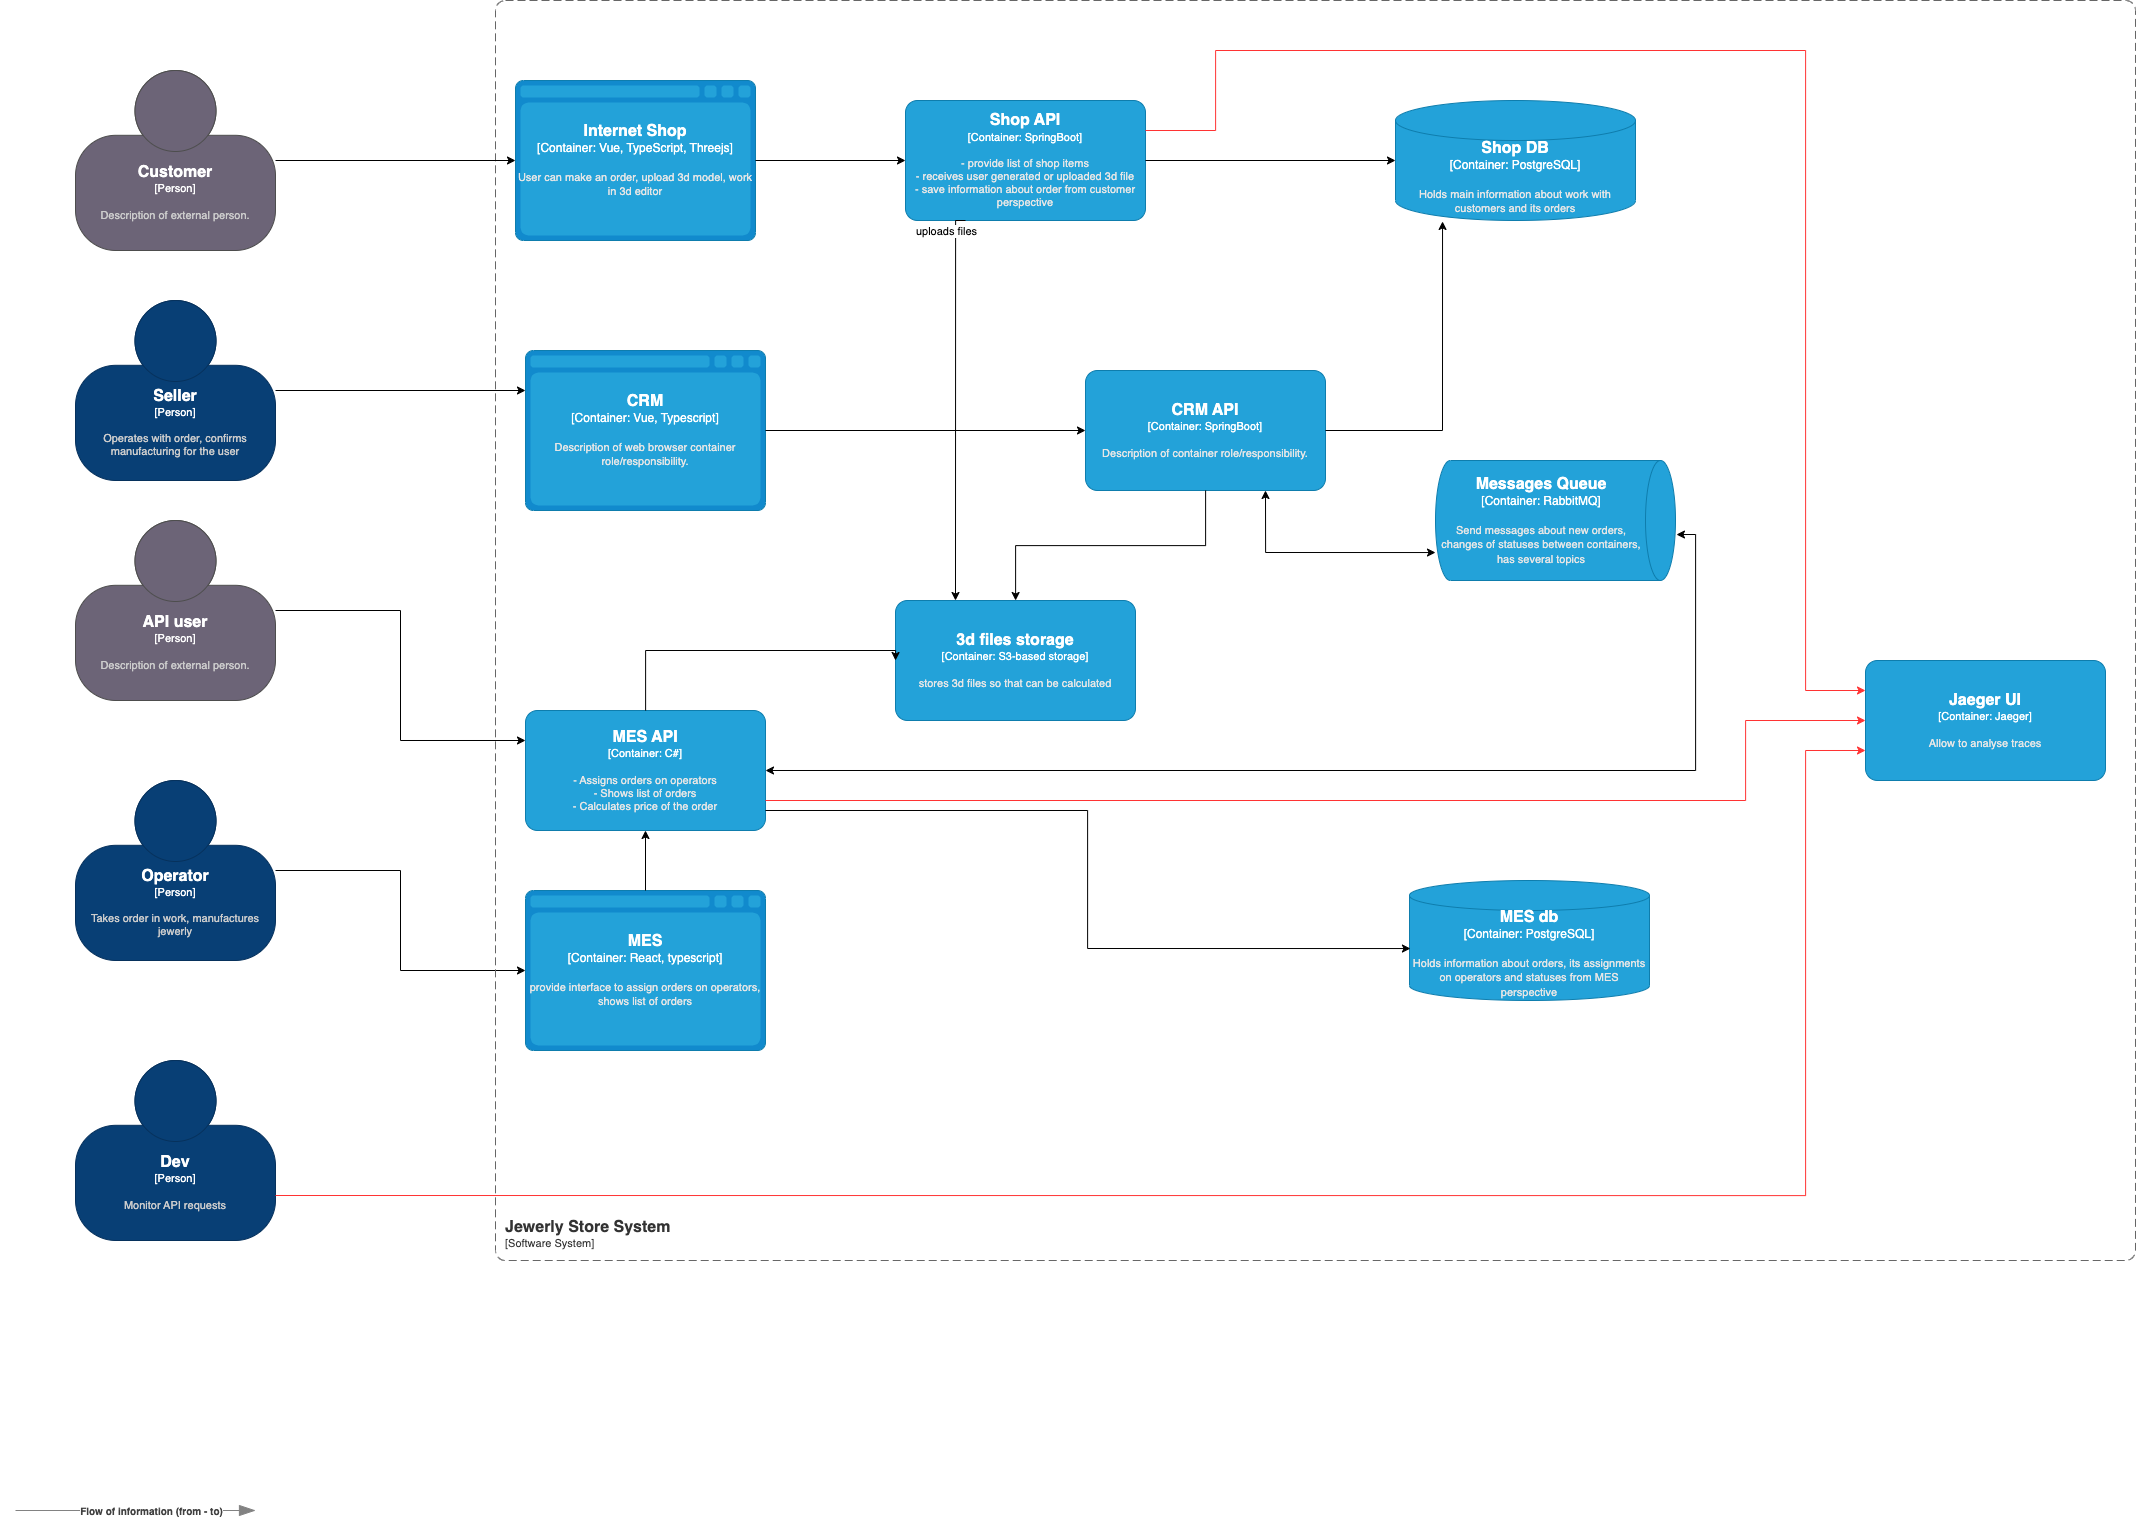 Customer
[Person]
Description of external person.
Internet Shop
[Container: Vue, TypeScript, Threejs]
User can make an order, upload 3d model, work
in 3d editor
Shop API
[Container: SpringBoot]
- provide list of shop items
- receives user generated or uploaded 3d file
- save information about order from customer
perspective
uploads files
Shop DB
[Container: PostgreSQL]
Holds main information about work with
customers and its orders
Seller
[Person]
Operates with order, confirms
manufacturing for the user
CRM
[Container: Vue, Typescript]
Description of web browser container
role/responsibility.
CRM API
[Container: SpringBoot]
Description of container role/responsibility.
Messages Queue
[Container: RabbitMQ]
Send messages about new orders,
changes of statuses between containers,
has several topics
API user
[Person]
Description of external person.
3d files storage
[Container: S3-based storage]
stores 3d files so that can be calculated
Jaeger UI
[Container: Jaeger]
Allow to analyse traces
MES API
[Container: C#]
- Assigns orders on operators
- Shows list of orders
- Calculates price of the order
Operator
[Person]
Takes order in work, manufactures
jewerly
MES
[Container: React, typescript]
provide interface to assign orders on operators,
shows list of orders
MES db
[Container: PostgreSQL]
Holds information about orders, its assignments
on operators and statuses from MES
perspective
Dev
[Person]
Monitor API requests
Jewerly Store System
[Software System]
Flow of information (from - to)